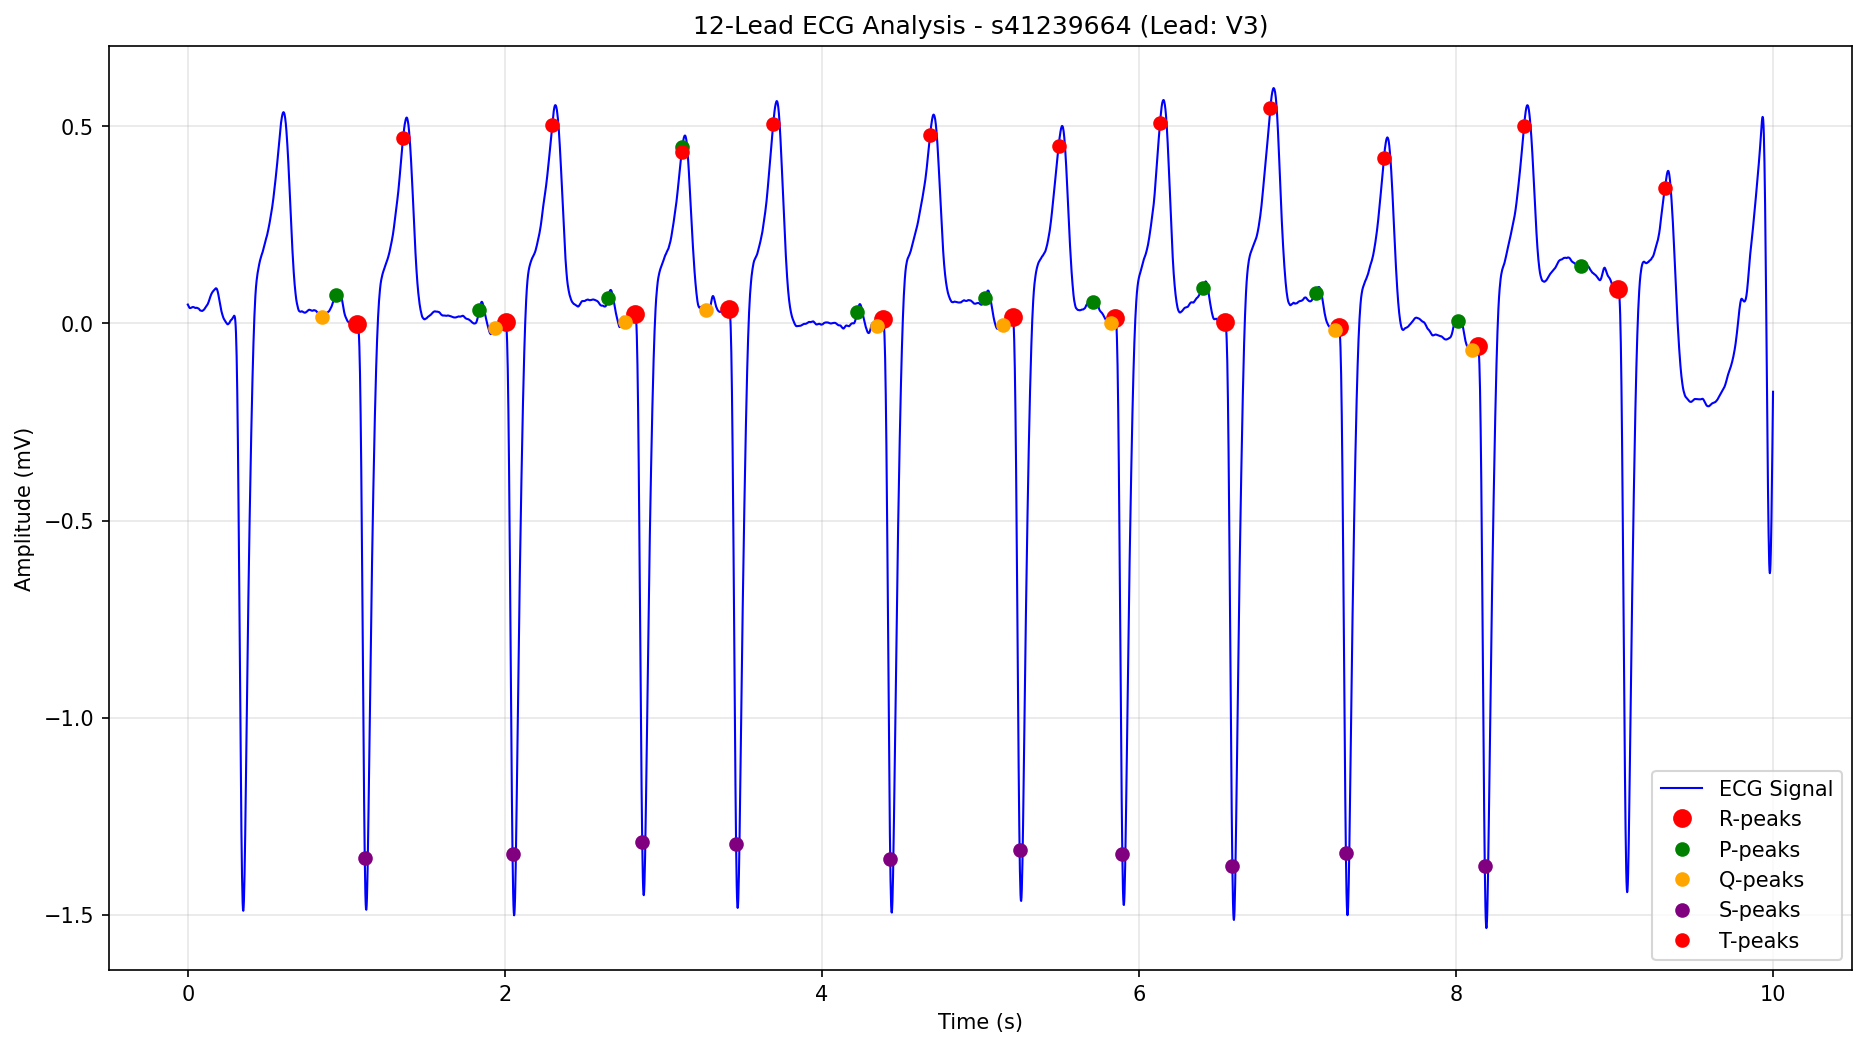 12-Lead ECG Analysis - s41239664 (Lead: V3)
Amplitude (mV)
0.5
0.0
−0.5
−1.0
−1.5
0 2 4 6 8 10
Time (s)
ECG Signal
R-peaks
P-peaks
Q-peaks
S-peaks
T-peaks